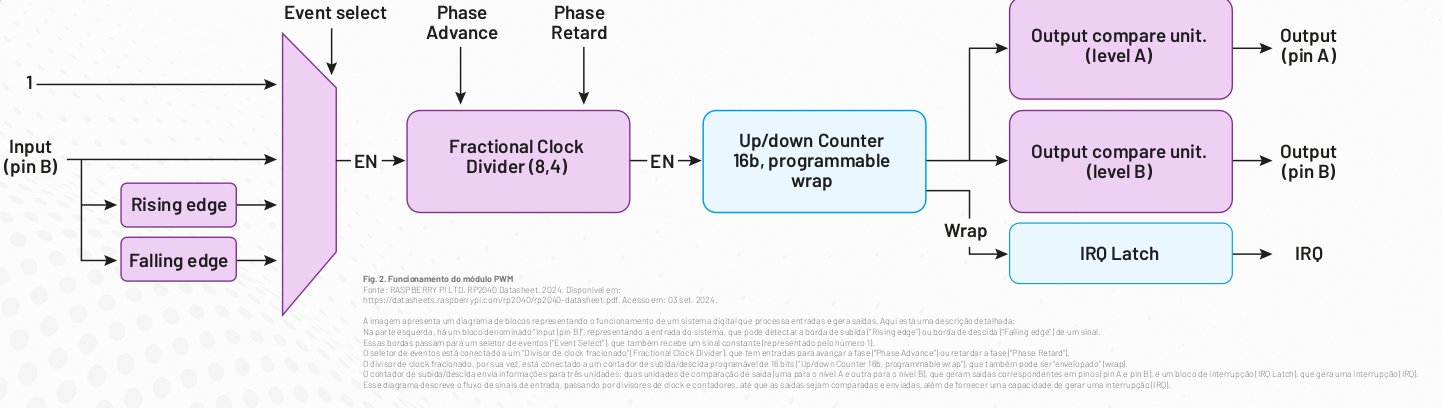 Event select
Phase
Advance
Phase
Retard
1
Input
(pin B)
Rising edge
Falling edge
EN
Fractional Clock
Divider (8,4)
EN
Up/down Counter
16b, programmable
wrap
Output compare unit.
(level A)
Output
(pin A)
Output compare unit.
(level B)
Output
(pin B)
Wrap
IRQ Latch
IRQ
Fig. 2. Funcionamento do módulo PWM
Fonte: RASPBERRY PI LTD. RP2040 Datasheet. 2024. Disponível em:
https://datasheets.raspberrypi.com/rp2040/rp2040-datasheet.pdf. Acesso em: 03 set. 2024.
A imagem apresenta um diagrama de blocos representando o funcionamento de um sistema digital que processa entradas e gera saídas. Aqui está uma descrição detalhada:
Na parte esquerda, há um bloco denominado "Input (pin B)", representando a entrada do sistema, que pode detectar a borda de subida ("Rising edge") ou borda de descida ("Falling edge") de um sinal.
Essas bordas passam para um seletor de eventos ("Event Select"), que também recebe um sinal constante (representado pelo número 1).
O seletor de eventos está conectado a um "Divisor de clock fracionado" (Fractional Clock Divider), que tem entradas para avançar a fase ("Phase Advance") ou retardar a fase ("Phase Retard").
O divisor de clock fracionado, por sua vez, está conectado a um contador de subida/descida programável de 16 bits ("Up/down Counter 16b, programmable wrap"), que também pode ser "envelopado" (wrap).
O contador de subida/descida envia informações para três unidades: duas unidades de comparação de saída (uma para o nível A e outra para o nível B), que geram saídas correspondentes em pinos (pin A e pin B), e um bloco de interrupção (IRQ Latch), que gera uma interrupção (IRQ).
Esse diagrama descreve o fluxo de sinais de entrada, passando por divisores de clock e contadores, até que as saídas sejam comparadas e enviadas, além de fornecer uma capacidade de gerar uma interrupção (IRQ).